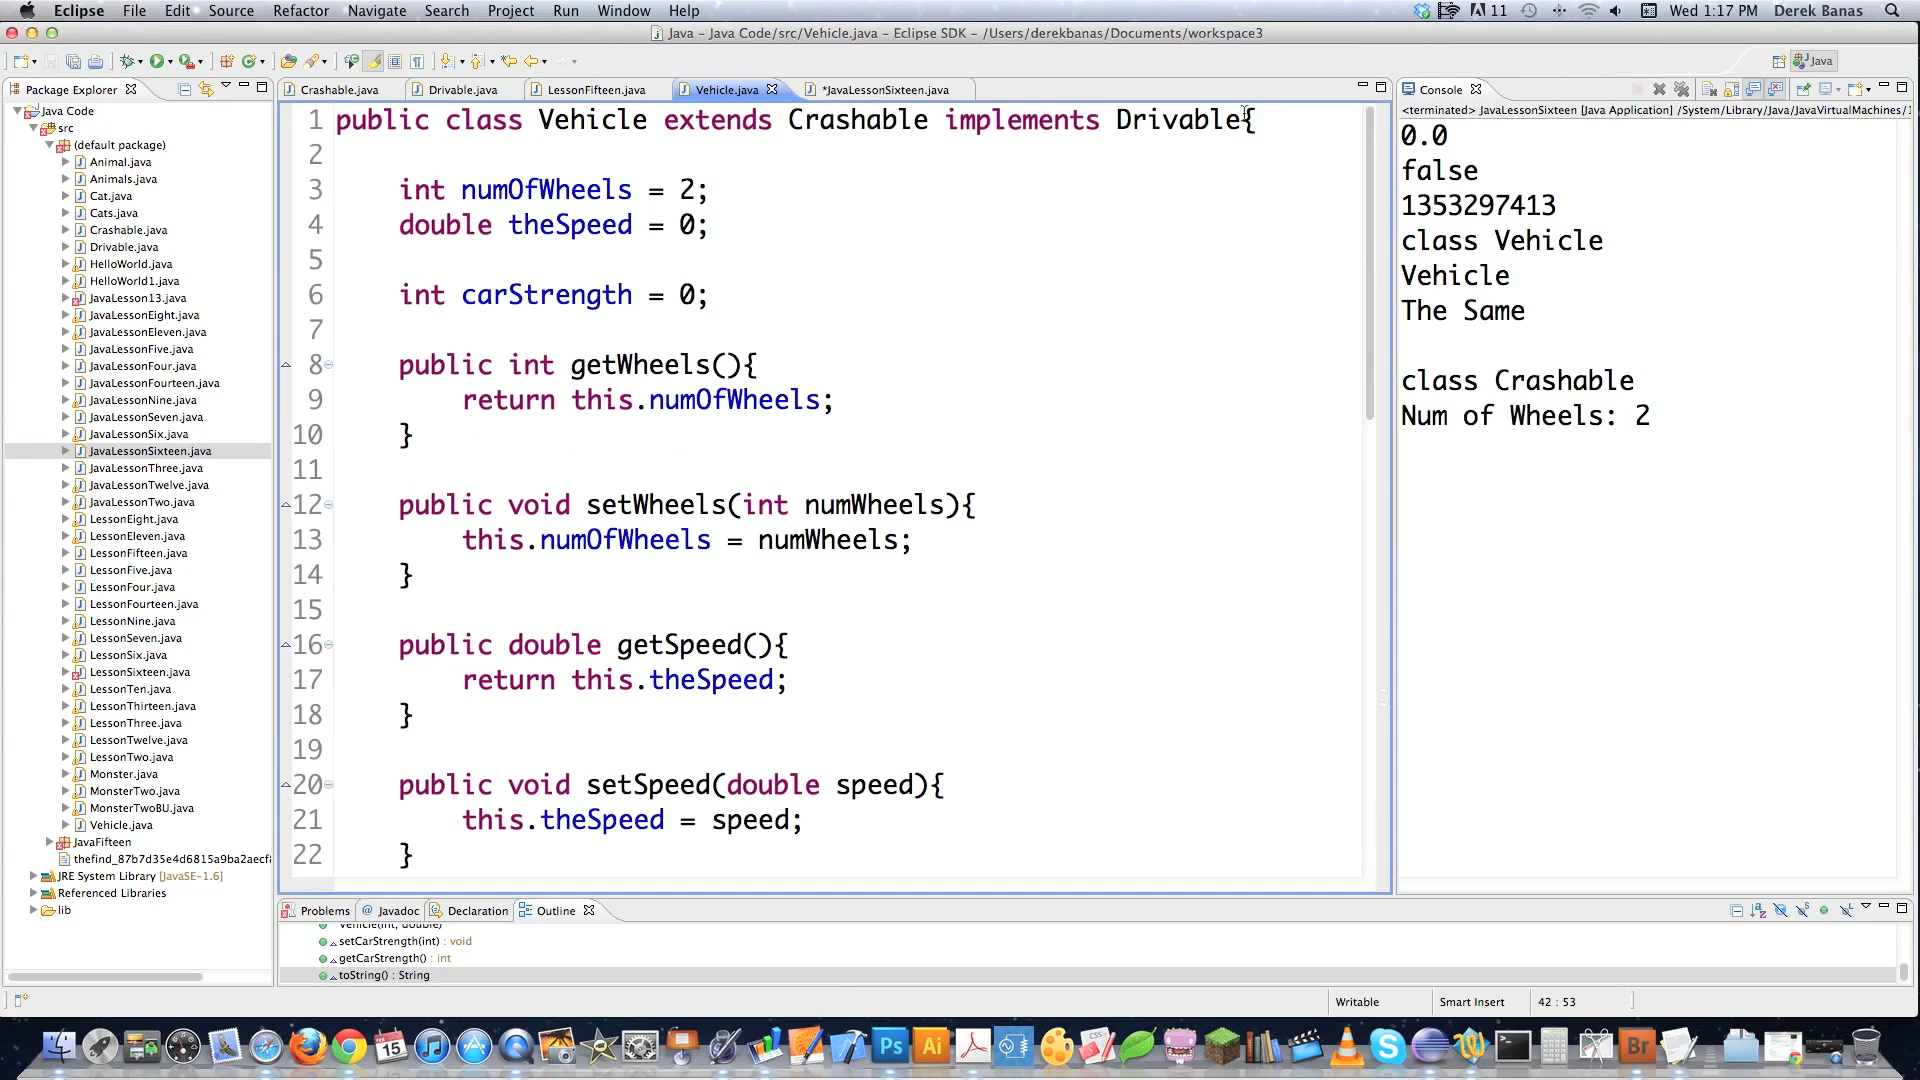 Eclipse File Edit Source Refactor Navigate Search Project Run Window Help 11 Wed 1:17 PM Derek Banas
Java – Java Code/src/Vehicle.java – Eclipse SDK – /Users/derekbanas/Documents/workspace3
Java
Package Explorer
Java Code
src
(default package)
Animal.java
Animals.java
Cat.java
Cats.java
Crashable.java
Drivable.java
HelloWorld.java
HelloWorld1.java
JavaLesson13.java
JavaLessonEight.java
JavaLessonEleven.java
JavaLessonFive.java
JavaLessonFour.java
JavaLessonFourteen.java
JavaLessonNine.java
JavaLessonSeven.java
JavaLessonSix.java
JavaLessonSixteen.java
JavaLessonThree.java
JavaLessonTwelve.java
JavaLessonTwo.java
LessonEight.java
LessonEleven.java
LessonFifteen.java
LessonFive.java
LessonFour.java
LessonFourteen.java
LessonNine.java
LessonSeven.java
LessonSix.java
LessonSixteen.java
LessonTen.java
LessonThirteen.java
LessonThree.java
LessonTwelve.java
LessonTwo.java
Monster.java
MonsterTwo.java
MonsterTwoBU.java
Vehicle.java
JavaFifteen
thefind_87b7d35e4d6815a9ba2aecf8
JRE System Library [JavaSE-1.6]
Referenced Libraries
lib
Crashable.java Drivable.java LessonFifteen.java Vehicle.java *JavaLessonSixteen.java
1 public class Vehicle extends Crashable implements Drivable{
2
3 int numOfWheels = 2;
4 double theSpeed = 0;
5
6 int carStrength = 0;
7
8 public int getWheels(){
9 return this.numOfWheels;
10 }
11
12 public void setWheels(int numWheels){
13 this.numOfWheels = numWheels;
14 }
15
16 public double getSpeed(){
17 return this.theSpeed;
18 }
19
20 public void setSpeed(double speed){
21 this.theSpeed = speed;
22 }
Console
<terminated> JavaLessonSixteen [Java Application] /System/Library/Java/JavaVirtualMachines/1
0.0
false
1353297413
class Vehicle
Vehicle
The Same
class Crashable
Num of Wheels: 2
Problems @ Javadoc Declaration Outline
Vehicle(int, double)
setCarStrength(int) : void
getCarStrength() : int
toString() : String
Writable Smart Insert 42 : 53
15 Ps Ai CSS Br